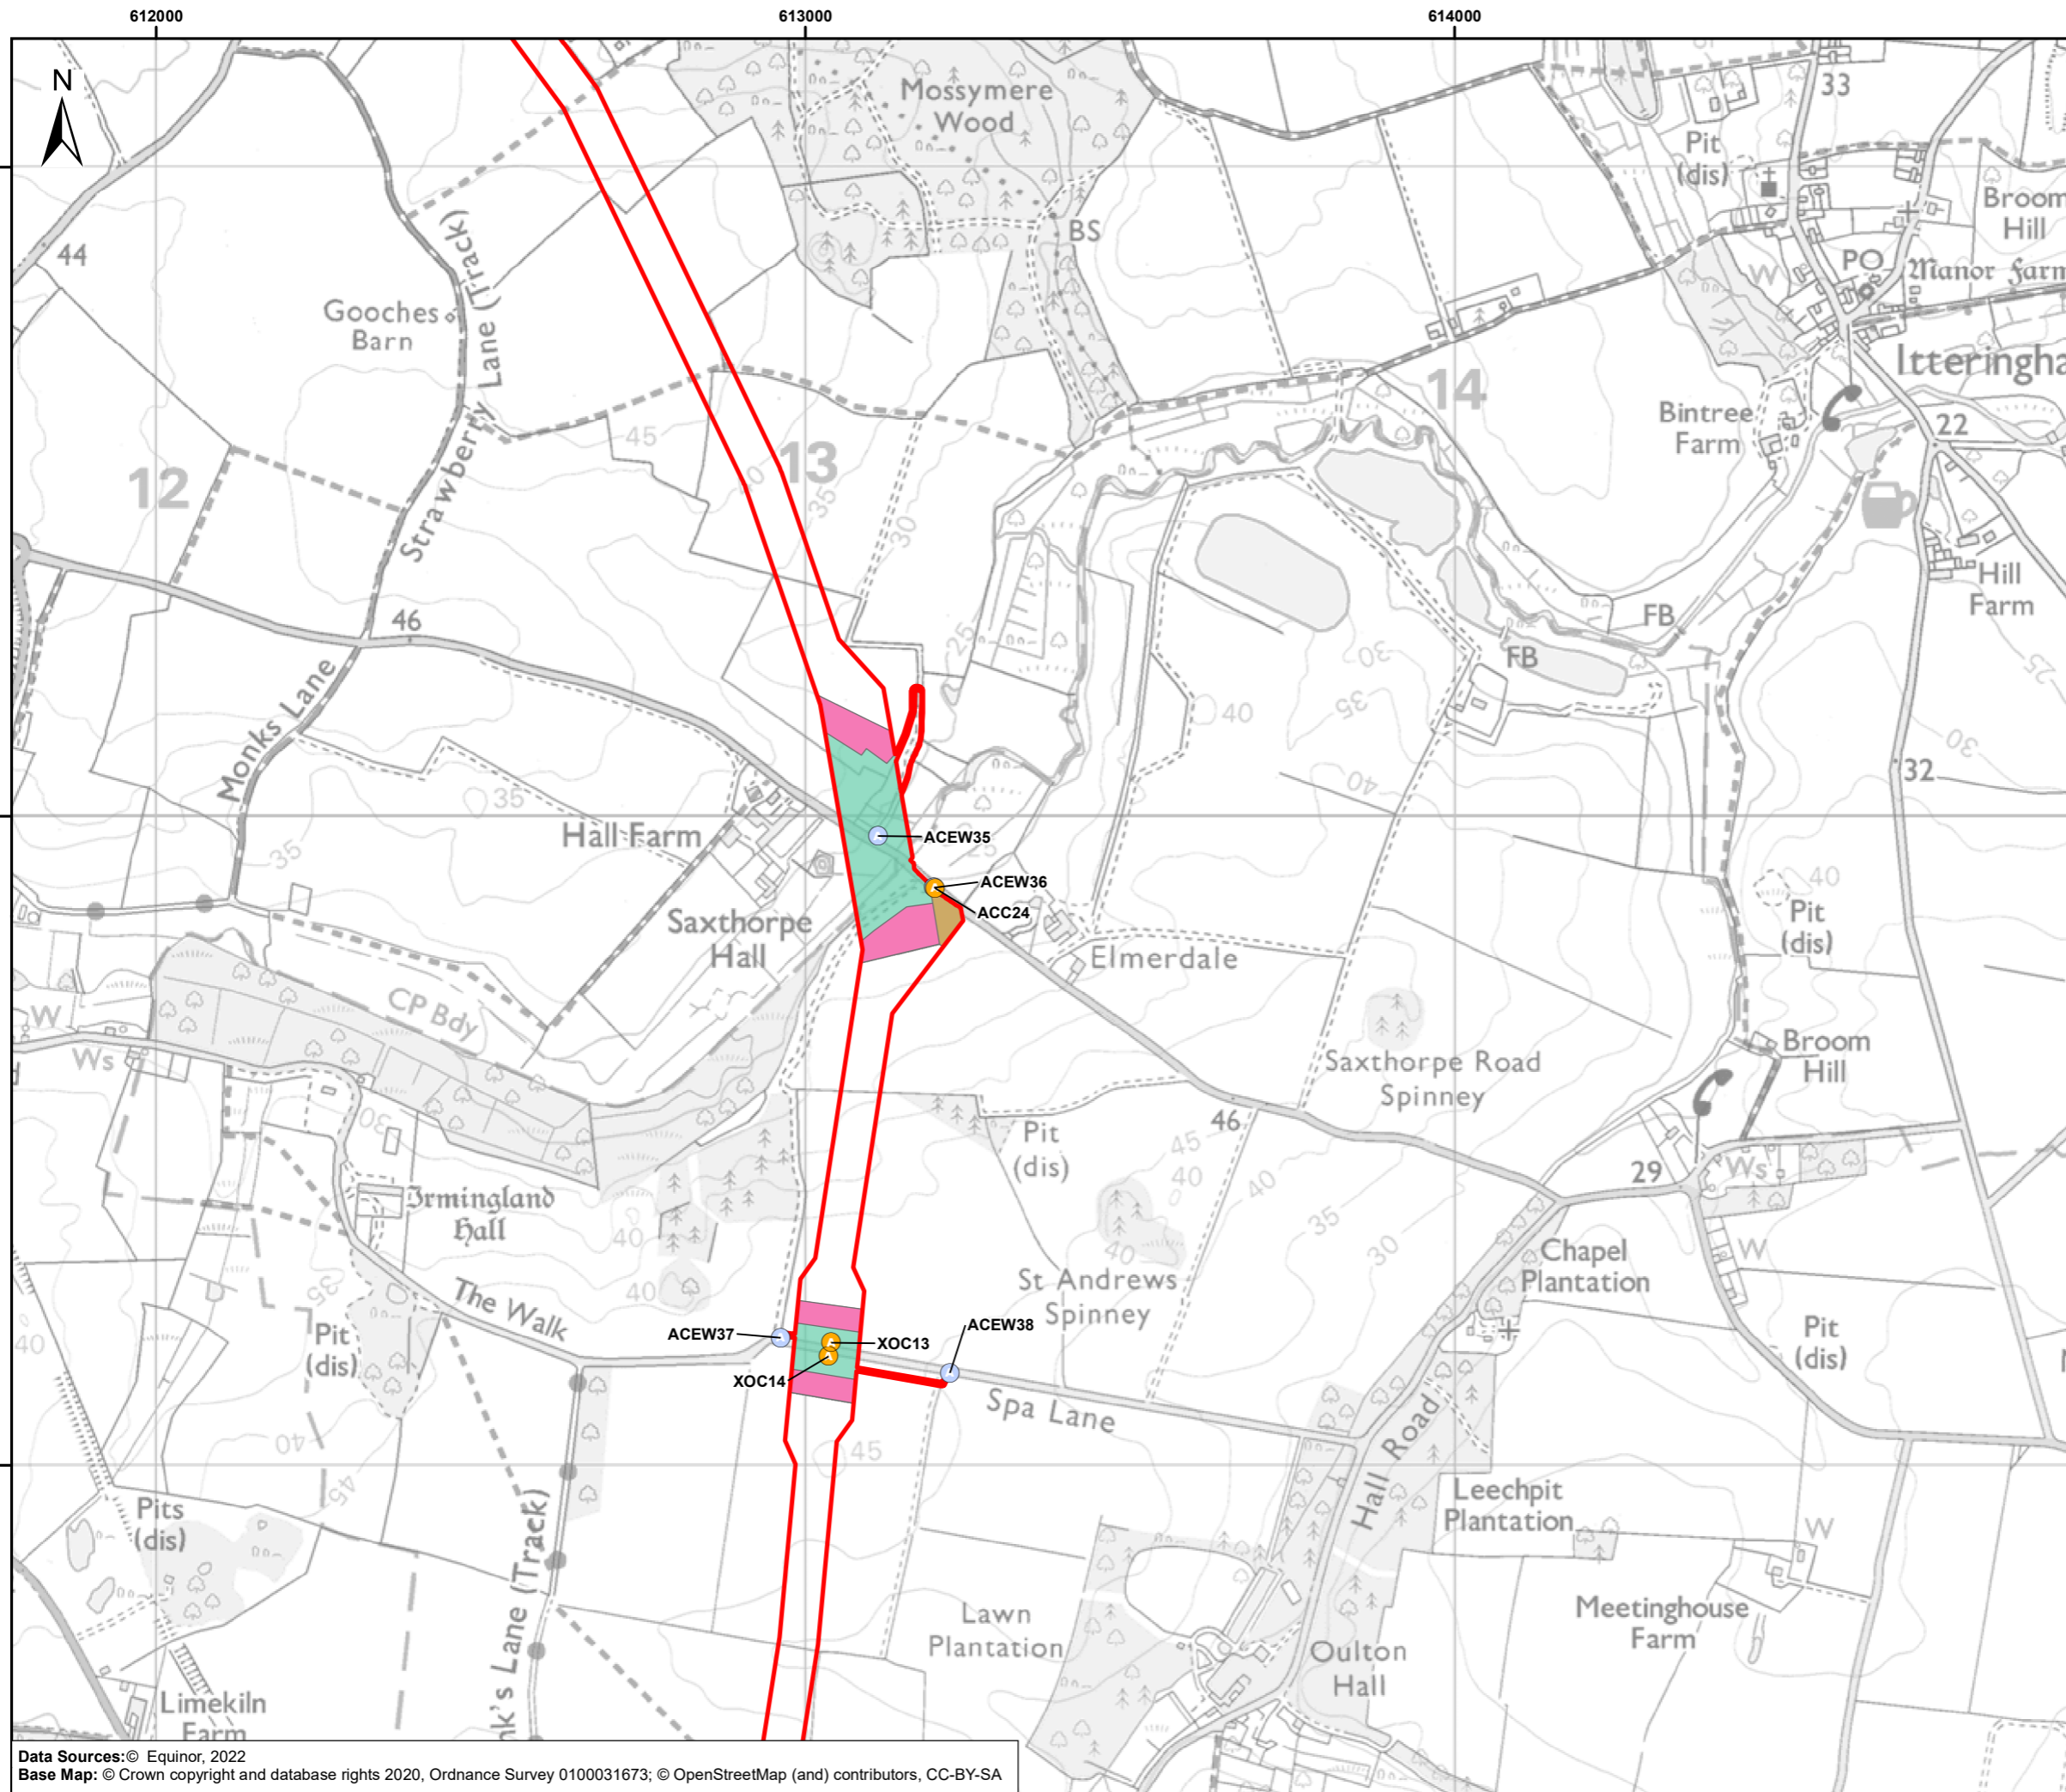 612000
613000
614000
N
Mossymere
Wood
33
Pit
(dis)
Broom
Hill
BS
44
PO
Manor Farm
Gooches
Barn
Strawberry Lane (Track)
14
Bintree
Farm
22
45
13
12
35
30
Hill
Farm
46
FB
FB
25
30
35
25
Monks Lane
40
30
32
35
40
Hall Farm
ACEW35
25
35
ACEW36
40
ACC24
Pit
(dis)
Saxthorpe
Hall
Elmerdale
CP Bdy
W
Ws
Saxthorpe Road
Spinney
Broom
Hill
30
46
Pit
(dis)
45
40
40
29
Ws
Irmingland
Hall
40
35
30
W
40
Chapel
Plantation
35
40
St Andrews
Spinney
The Walk
ACEW37
ACEW38
XOC13
XOC14
Pit
(dis)
Pit
(dis)
40
Spa Lane
40
45
45
Hall Road
Pits
(dis)
Leechpit
Plantation
W
Lane (Track)
Lawn
Plantation
Meetinghouse
Farm
Oulton
Hall
Limekiln
Farm
Data Sources:© Equinor, 2022
Base Map: © Crown copyright and database rights 2020, Ordnance Survey 0100031673; © OpenStreetMap (and) contributors, CC-BY-SA